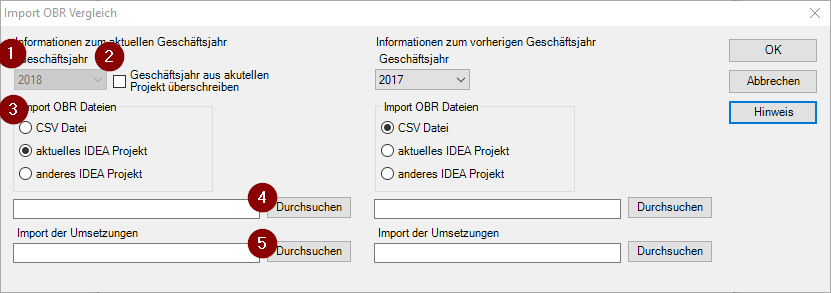 Import OBR Vergleich
Informationen zum aktuellen Geschäftsjahr
Informationen zum vorherigen Geschäftsjahr
OK
1
2
eschäftsjahr
Geschäftsjahr
2018
Geschäftsjahr aus akutellen
Projekt überschreiben
2017
Abbrechen
3
Import OBR Dateien
Import OBR Dateien
Hinweis
CSV Datei
CSV Datei
aktuelles IDEA Projekt
aktuelles IDEA Projekt
anderes IDEA Projekt
anderes IDEA Projekt
4
Durchsuchen
Durchsuchen
Import der Umsetzungen
Import der Umsetzungen
5
Durchsuchen
Durchsuchen